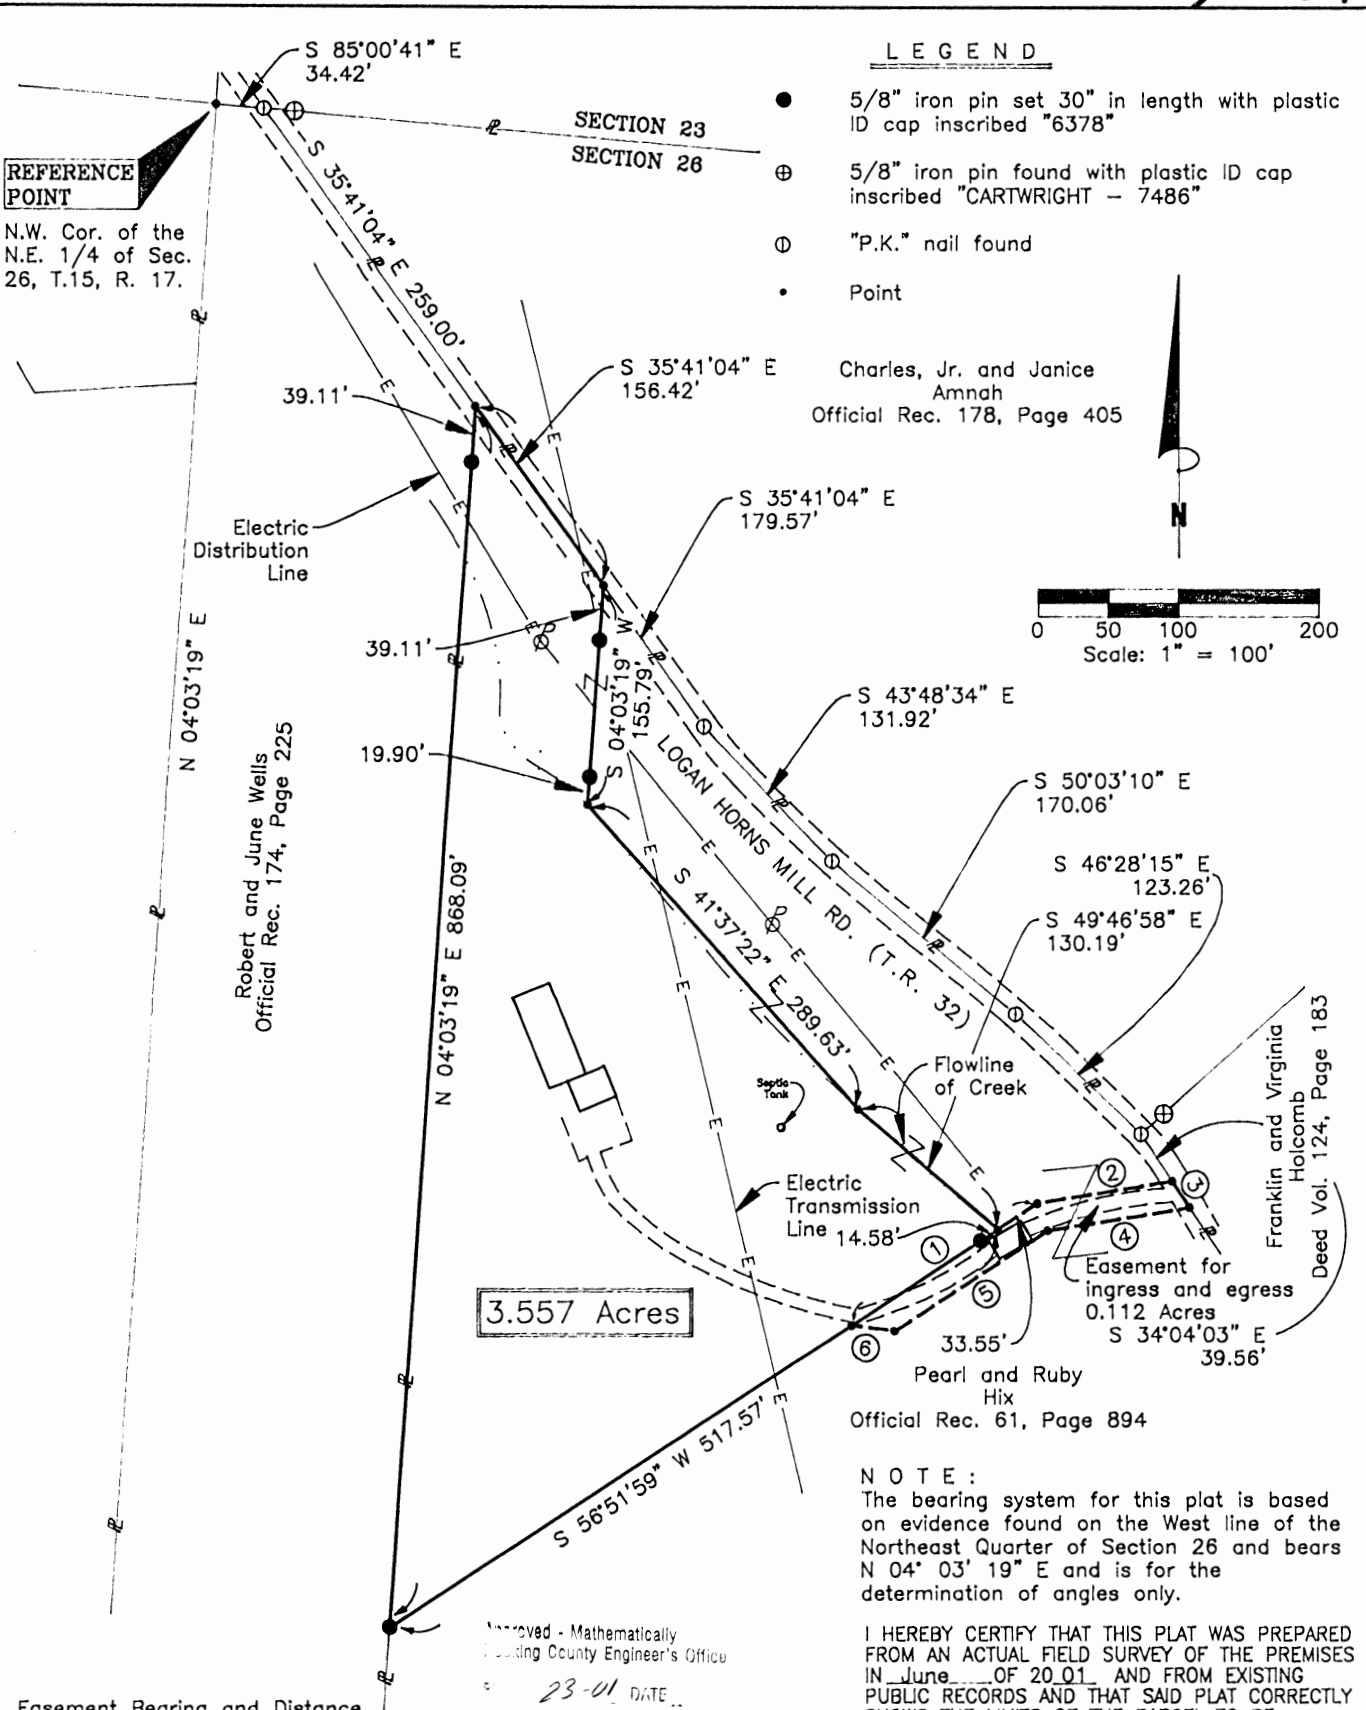 S 85°00'41" E
34.42'
L E G E N D
5/8" iron pin set 30" in length with plastic
ID cap inscribed "6378"
5/8" iron pin found with plastic ID cap
inscribed "CARTWRIGHT – 7486"
"P.K." nail found
Point
SECTION 23
SECTION 26
REFERENCE
POINT
N.W. Cor. of the
N.E. 1/4 of Sec.
26, T.15, R. 17.
S 35°41'04" E 259.00'
Charles, Jr. and Janice
Amnah
Official Rec. 178, Page 405
S 35°41'04" E
156.42'
39.11'
S 35°41'04" E
179.57'
N
Electric
Distribution
Line
39.11'
0 50 100 200
Scale: 1" = 100'
N 04°03'19" E
S 04°03'19" W
155.79'
S 43°48'34" E
131.92'
19.90'
S 50°03'10" E
170.06'
LOGAN HORNS MILL RD. (T.R. 32)
Robert and June Wells
Official Rec. 174, Page 225
N 04°03'19" E 868.09'
S 46°28'15" E
123.26'
S 49°46'58" E
130.19'
S 41°37'22" E 289.63'
Flowline
of Creek
Septic
Tank
Franklin and Virginia
Holcomb
Deed Vol. 124, Page 183
Electric
Transmission
Line
14.58'
1
2
3
4
5
6
Easement for
ingress and egress
0.112 Acres
S 34°04'03" E
39.56'
3.557 Acres
33.55'
Pearl and Ruby
Hix
Official Rec. 61, Page 894
S 56°51'59" W 517.57'
N O T E :
The bearing system for this plat is based
on evidence found on the West line of the
Northeast Quarter of Section 26 and bears
N 04° 03' 19" E and is for the
determination of angles only.
- Mathematically
County Engineer's Office
23-01 DATE
I HEREBY CERTIFY THAT THIS PLAT WAS PREPARED
FROM AN ACTUAL FIELD SURVEY OF THE PREMISES
IN June OF 2001 AND FROM EXISTING
PUBLIC RECORDS AND THAT SAID PLAT CORRECTLY
Easement Bearing and Distance